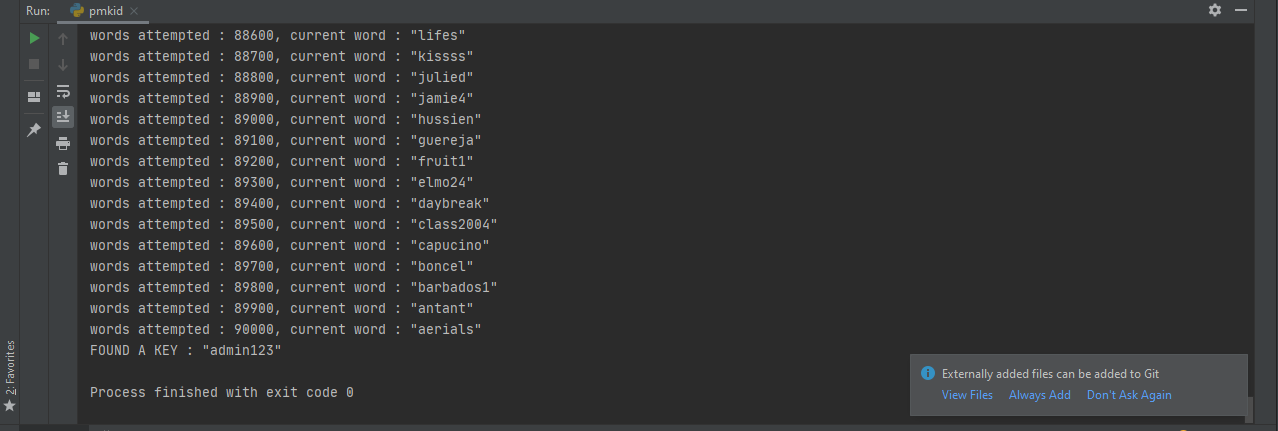 Run: pmkid
words attempted : 88600, current word : "lifes"
words attempted : 88700, current word : "kissss"
words attempted : 88800, current word : "julied"
words attempted : 88900, current word : "jamie4"
words attempted : 89000, current word : "hussien"
words attempted : 89100, current word : "guereja"
words attempted : 89200, current word : "fruit1"
words attempted : 89300, current word : "elmo24"
words attempted : 89400, current word : "daybreak"
words attempted : 89500, current word : "class2004"
words attempted : 89600, current word : "capucino"
words attempted : 89700, current word : "boncel"
words attempted : 89800, current word : "barbados1"
words attempted : 89900, current word : "antant"
words attempted : 90000, current word : "aerials"
FOUND A KEY : "admin123"
Process finished with exit code 0
2: Favorites
Externally added files can be added to Git
View Files Always Add Don't Ask Again